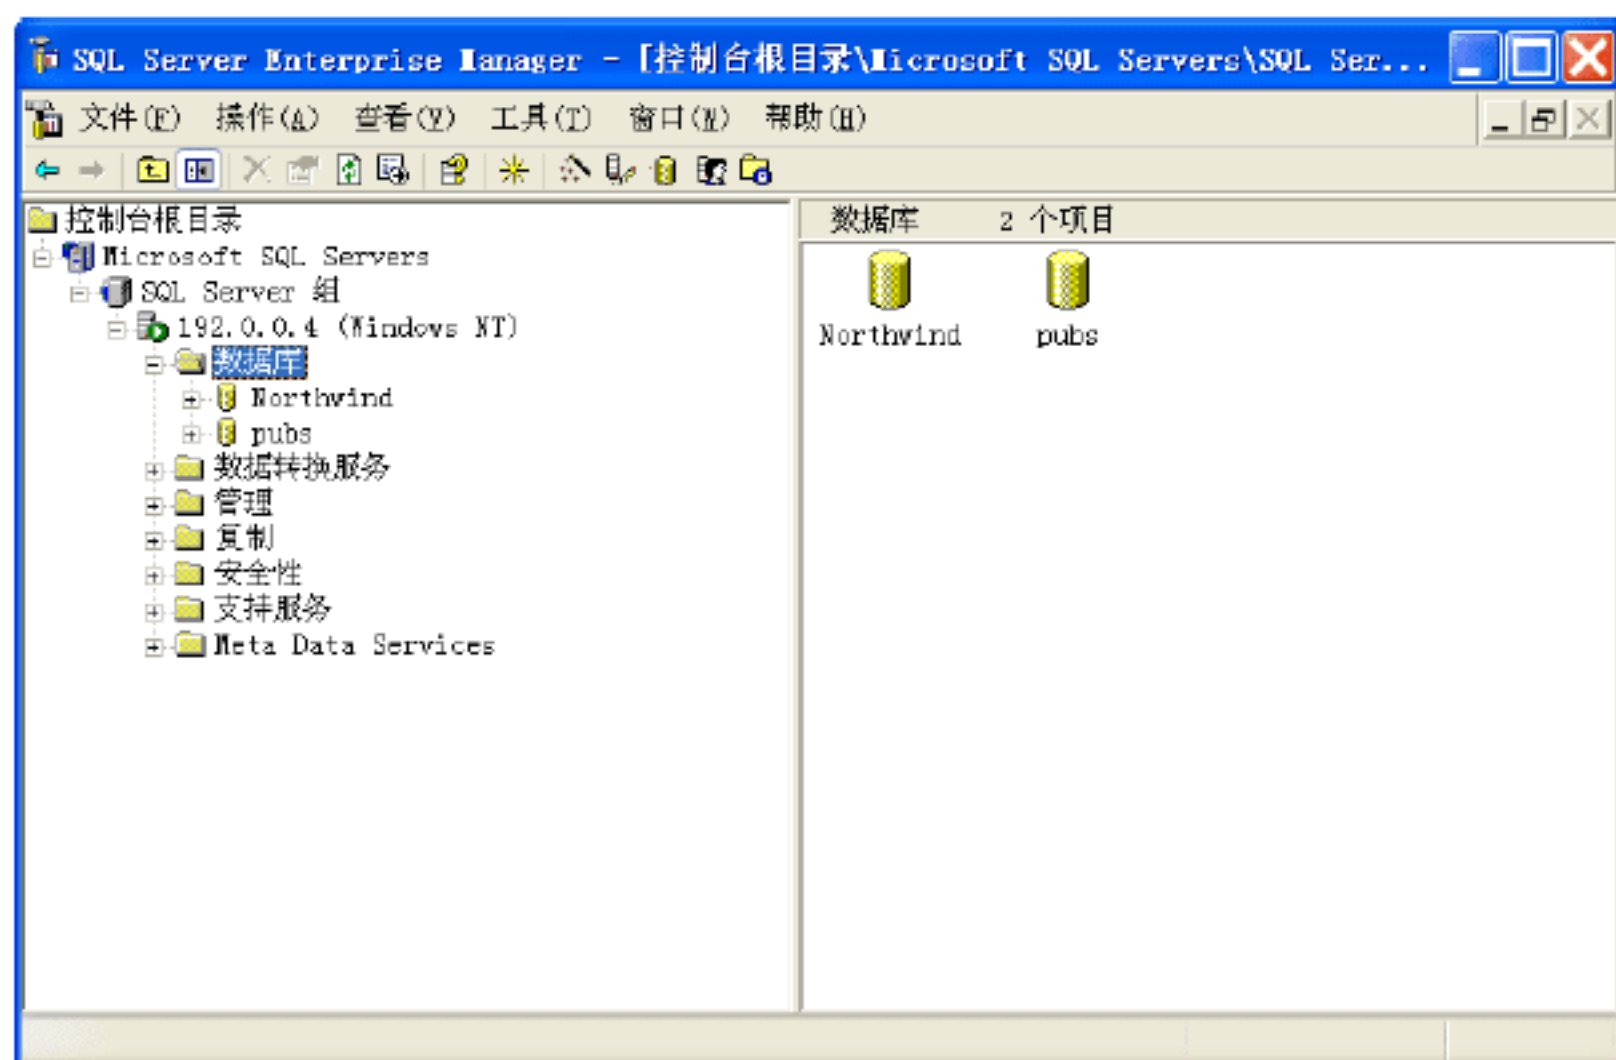 SQL Server Enterprise Manager - [控制台根目录\Microsoft SQL Servers\SQL Ser...
文件(F) 操作(A) 查看(V) 工具(T) 窗口(W) 帮助(H)
控制台根目录
Microsoft SQL Servers
SQL Server 组
192.0.0.4 (Windows NT)
数据库
Northwind
pubs
数据转换服务
管理
复制
安全性
支持服务
Meta Data Services
数据库 2 个项目
Northwind pubs